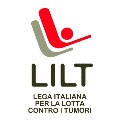 LILT
LEGA ITALIANA
PER LA LOTTA
CONTRO I TUMORI